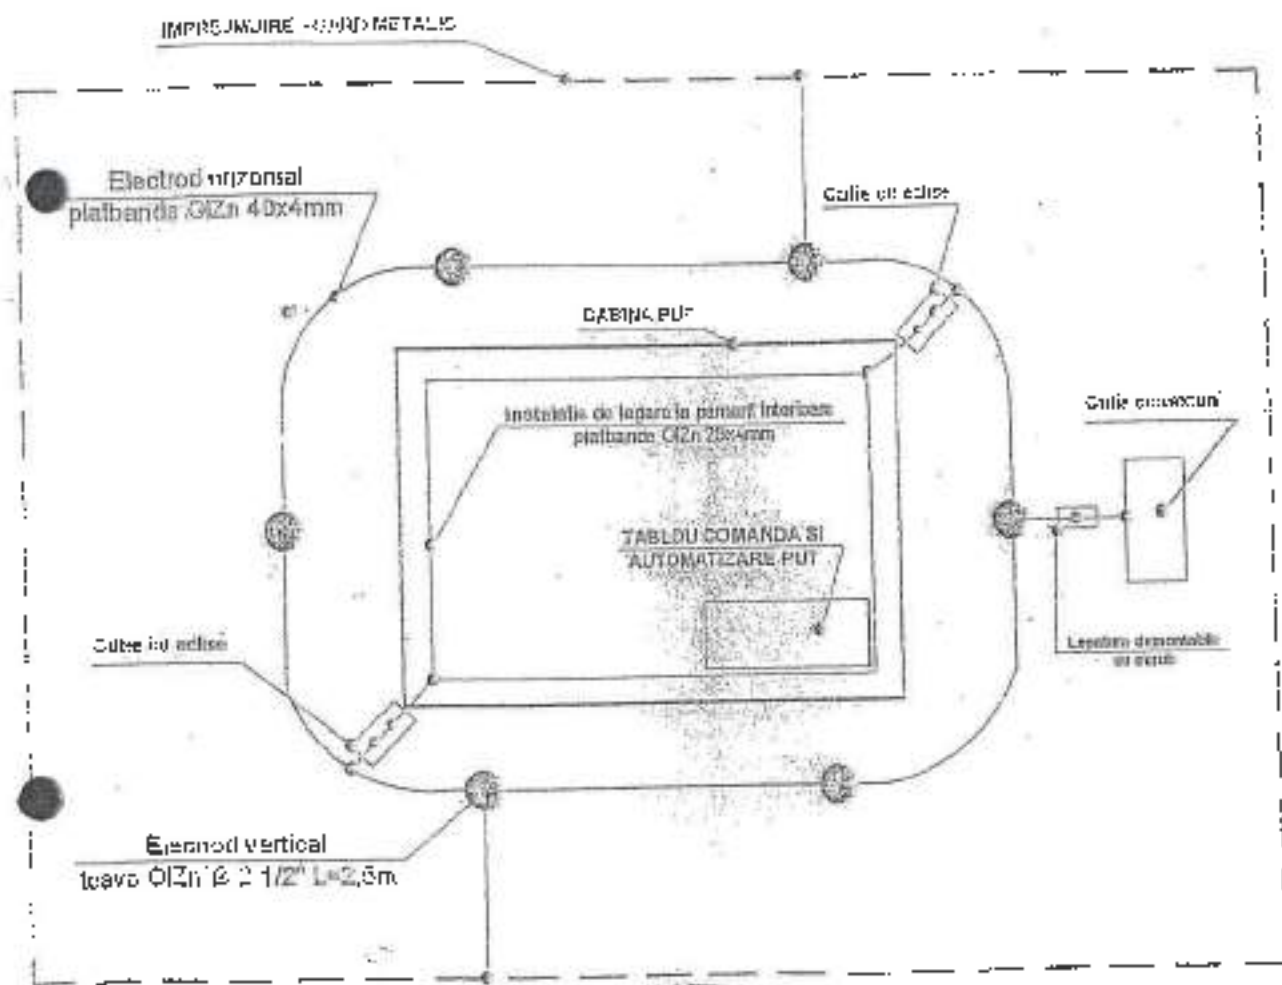 IMPREJMUIRE GARD METALIC
Electrod orizontal
platbanda OlZn 40x4mm
Cutie cu eclise
CABINA PUT
Instalatie de legare la pamant interioara
platbanda OlZn 25x4mm
Cutie conexiuni
TABLOU COMANDA SI
AUTOMATIZARE PUT
Cutie cu eclise
Legatura demontabila
Electrod vertical
teava OlZn Ø 2 1/2" L=2,5m